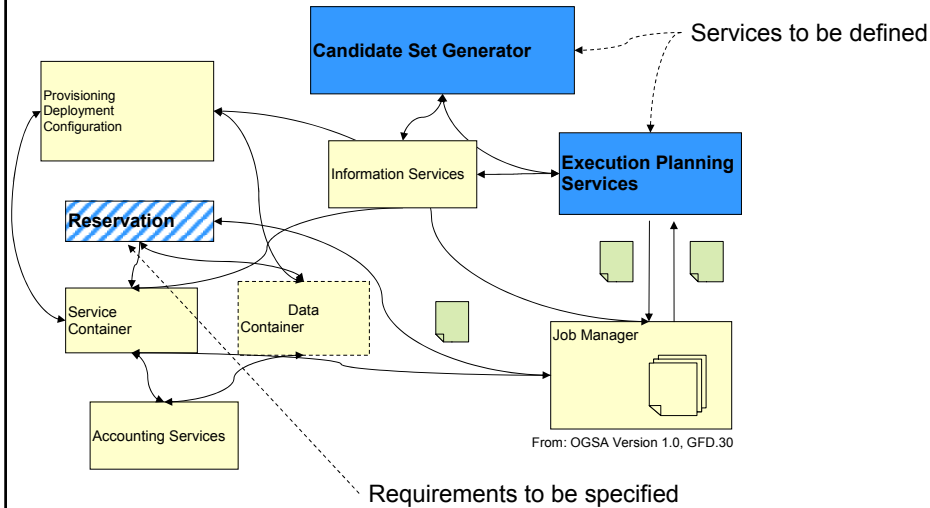 Services to be defined
Candidate Set Generator
Provisioning
Deployment
Configuration
Information Services
Execution Planning
Services
Reservation
Service
Container
Data
Container
Job Manager
Accounting Services
From: OGSA Version 1.0, GFD.30
Requirements to be specified